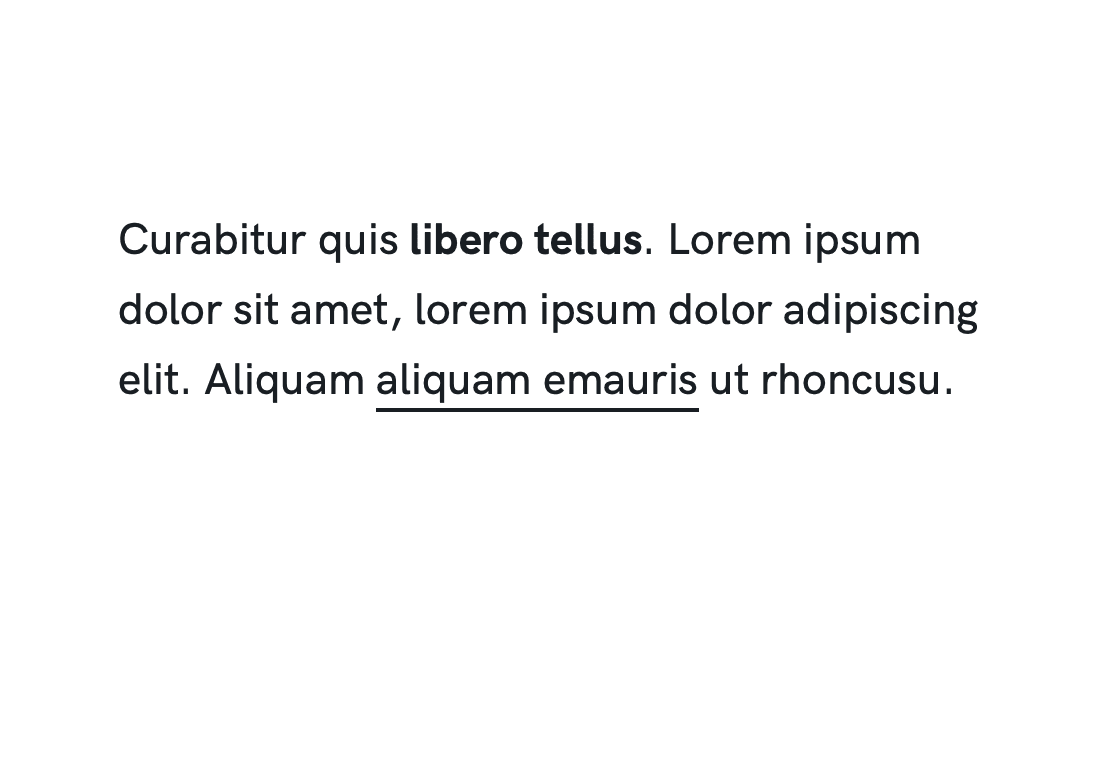 Curabitur quis libero tellus. Lorem ipsum
dolor sit amet, lorem ipsum dolor adipiscing
elit. Aliquam aliquam emauris ut rhoncusu.